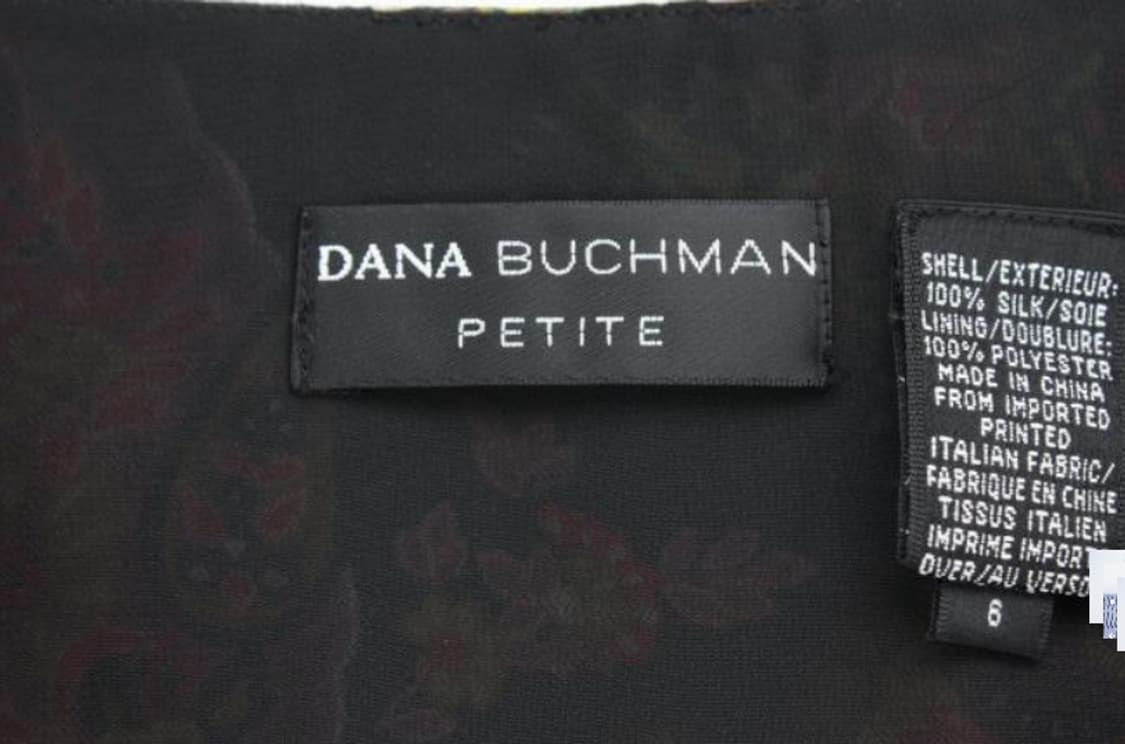 DANA BUCHMAN
PETITE
SHELL/EXTERIEUR:
100% SILK/SOIE
LINING/DOUBLURE:
100% POLYESTER
MADE IN CHINA
FROM IMPORTED
PRINTED
ITALIAN FABRIC/
FABRIQUE EN CHINE
TISSUS ITALIEN
IMPRIME IMPORT
OVER/AU VERSO
6